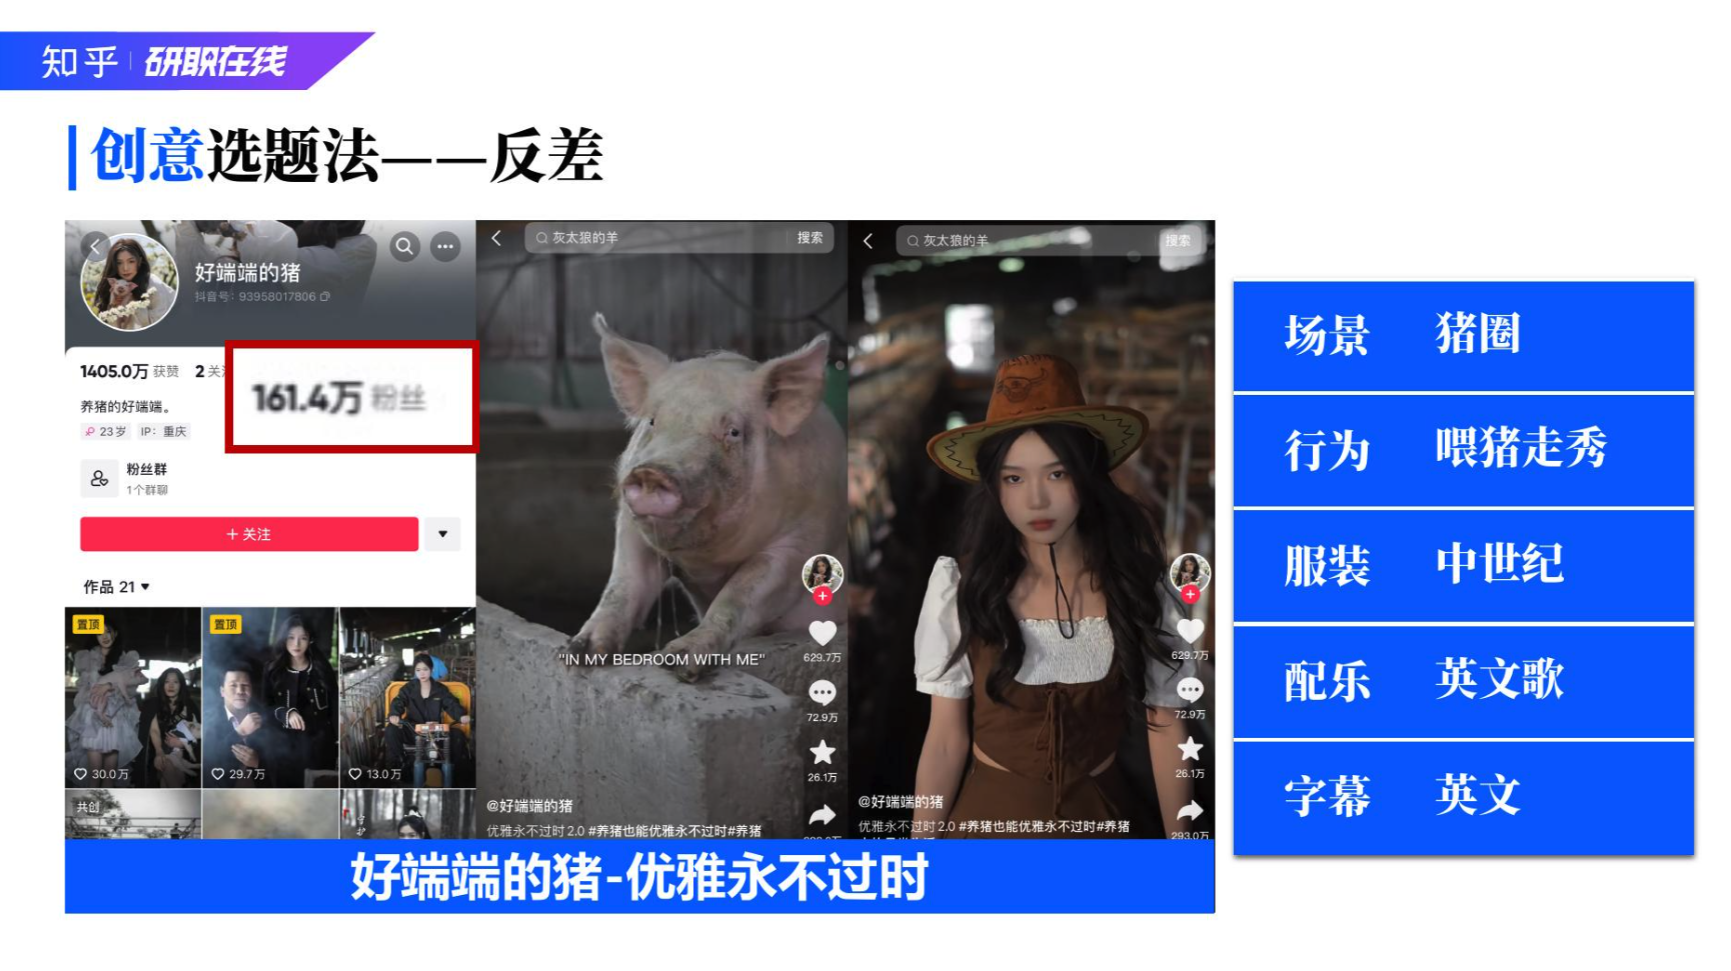 知乎 研职在线
创意选题法——反差
好端端的猪
抖音号：93958017806
1405.0万 获赞 2 关注
161.4万 粉丝
养猪的好端端。
23岁 IP：重庆
粉丝群
1个群聊
+ 关注
作品 21
置顶
置顶
30.0万
29.7万
13.0万
共创
灰太狼的羊 搜索
"IN MY BEDROOM WITH ME"
629.7万
72.9万
26.1万
@好端端的猪
优雅永不过时2.0 #养猪也能优雅永不过时#养猪
灰太狼的羊 搜索
629.7万
72.9万
26.1万
293.0万
@好端端的猪
优雅永不过时2.0 #养猪也能优雅永不过时#养猪
好端端的猪-优雅永不过时
场景 猪圈
行为 喂猪走秀
服装 中世纪
配乐 英文歌
字幕 英文